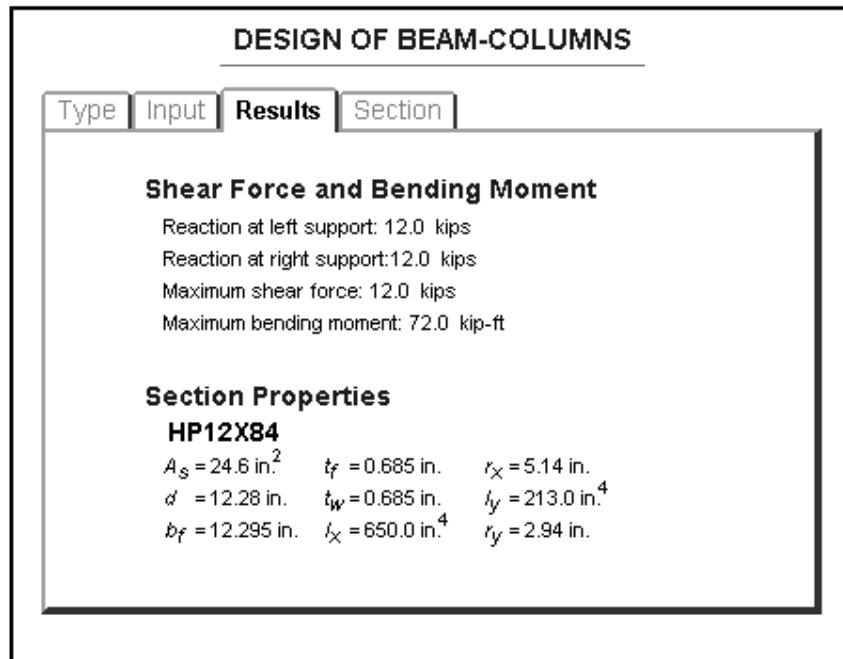 DESIGN OF BEAM-COLUMNS
Type Input Results Section
Shear Force and Bending Moment
Reaction at left support: 12.0 kips
Reaction at right support:12.0 kips
Maximum shear force: 12.0 kips
Maximum bending moment: 72.0 kip-ft
Section Properties
HP12X84
As = 24.6 in.² tf = 0.685 in. rx = 5.14 in.
d = 12.28 in. tw = 0.685 in. Iy = 213.0 in.⁴
bf = 12.295 in. Ix = 650.0 in.⁴ ry = 2.94 in.